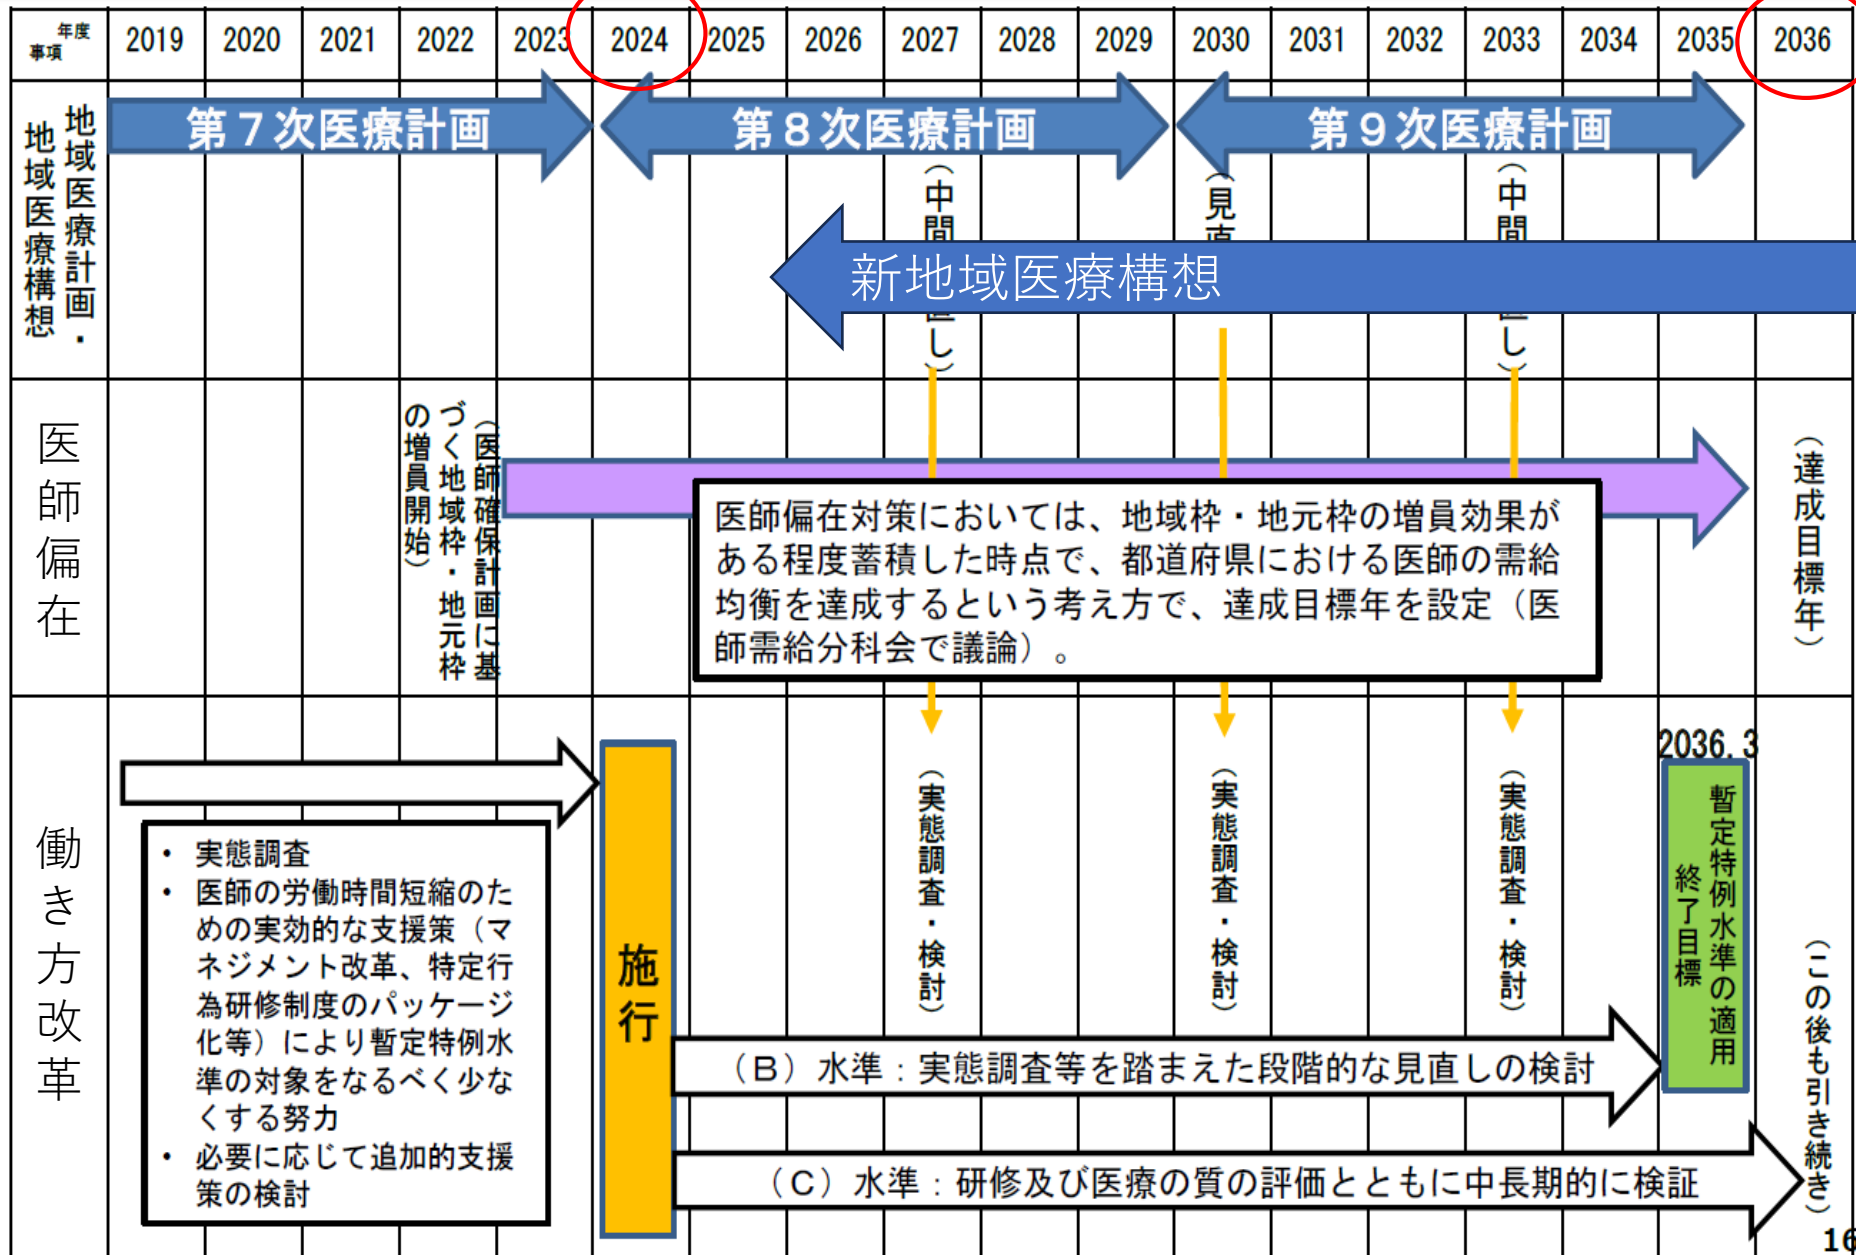 年度
事項
2019 2020 2021 2022 2023 2024 2025 2026 2027 2028 2029 2030 2031 2032 2033 2034 2035 2036
地域医療計画・
地域医療構想
第７次医療計画
第８次医療計画
第９次医療計画
（中間
直し）
（見直
（中間
直し）
新地域医療構想
医師偏在
（医師確保計画に基
づく地域枠・地元枠
の増員開始）
医師偏在対策においては、地域枠・地元枠の増員効果が
ある程度蓄積した時点で、都道府県における医師の需給
均衡を達成するという考え方で、達成目標年を設定（医
師需給分科会で議論）。
（達成目標年）
働き方改革
・ 実態調査
・ 医師の労働時間短縮のた
めの実効的な支援策（マ
ネジメント改革、特定行
為研修制度のパッケージ
化等）により暫定特例水
準の対象をなるべく少な
くする努力
・ 必要に応じて追加的支援
策の検討
施行
（実態調査・検討）
（実態調査・検討）
（実態調査・検討）
2036.3
暫定特例水準の適用
終了目標
（Ｂ）水準：実態調査等を踏まえた段階的な見直しの検討
（Ｃ）水準：研修及び医療の質の評価とともに中長期的に検証
（この後も引き続き）
16